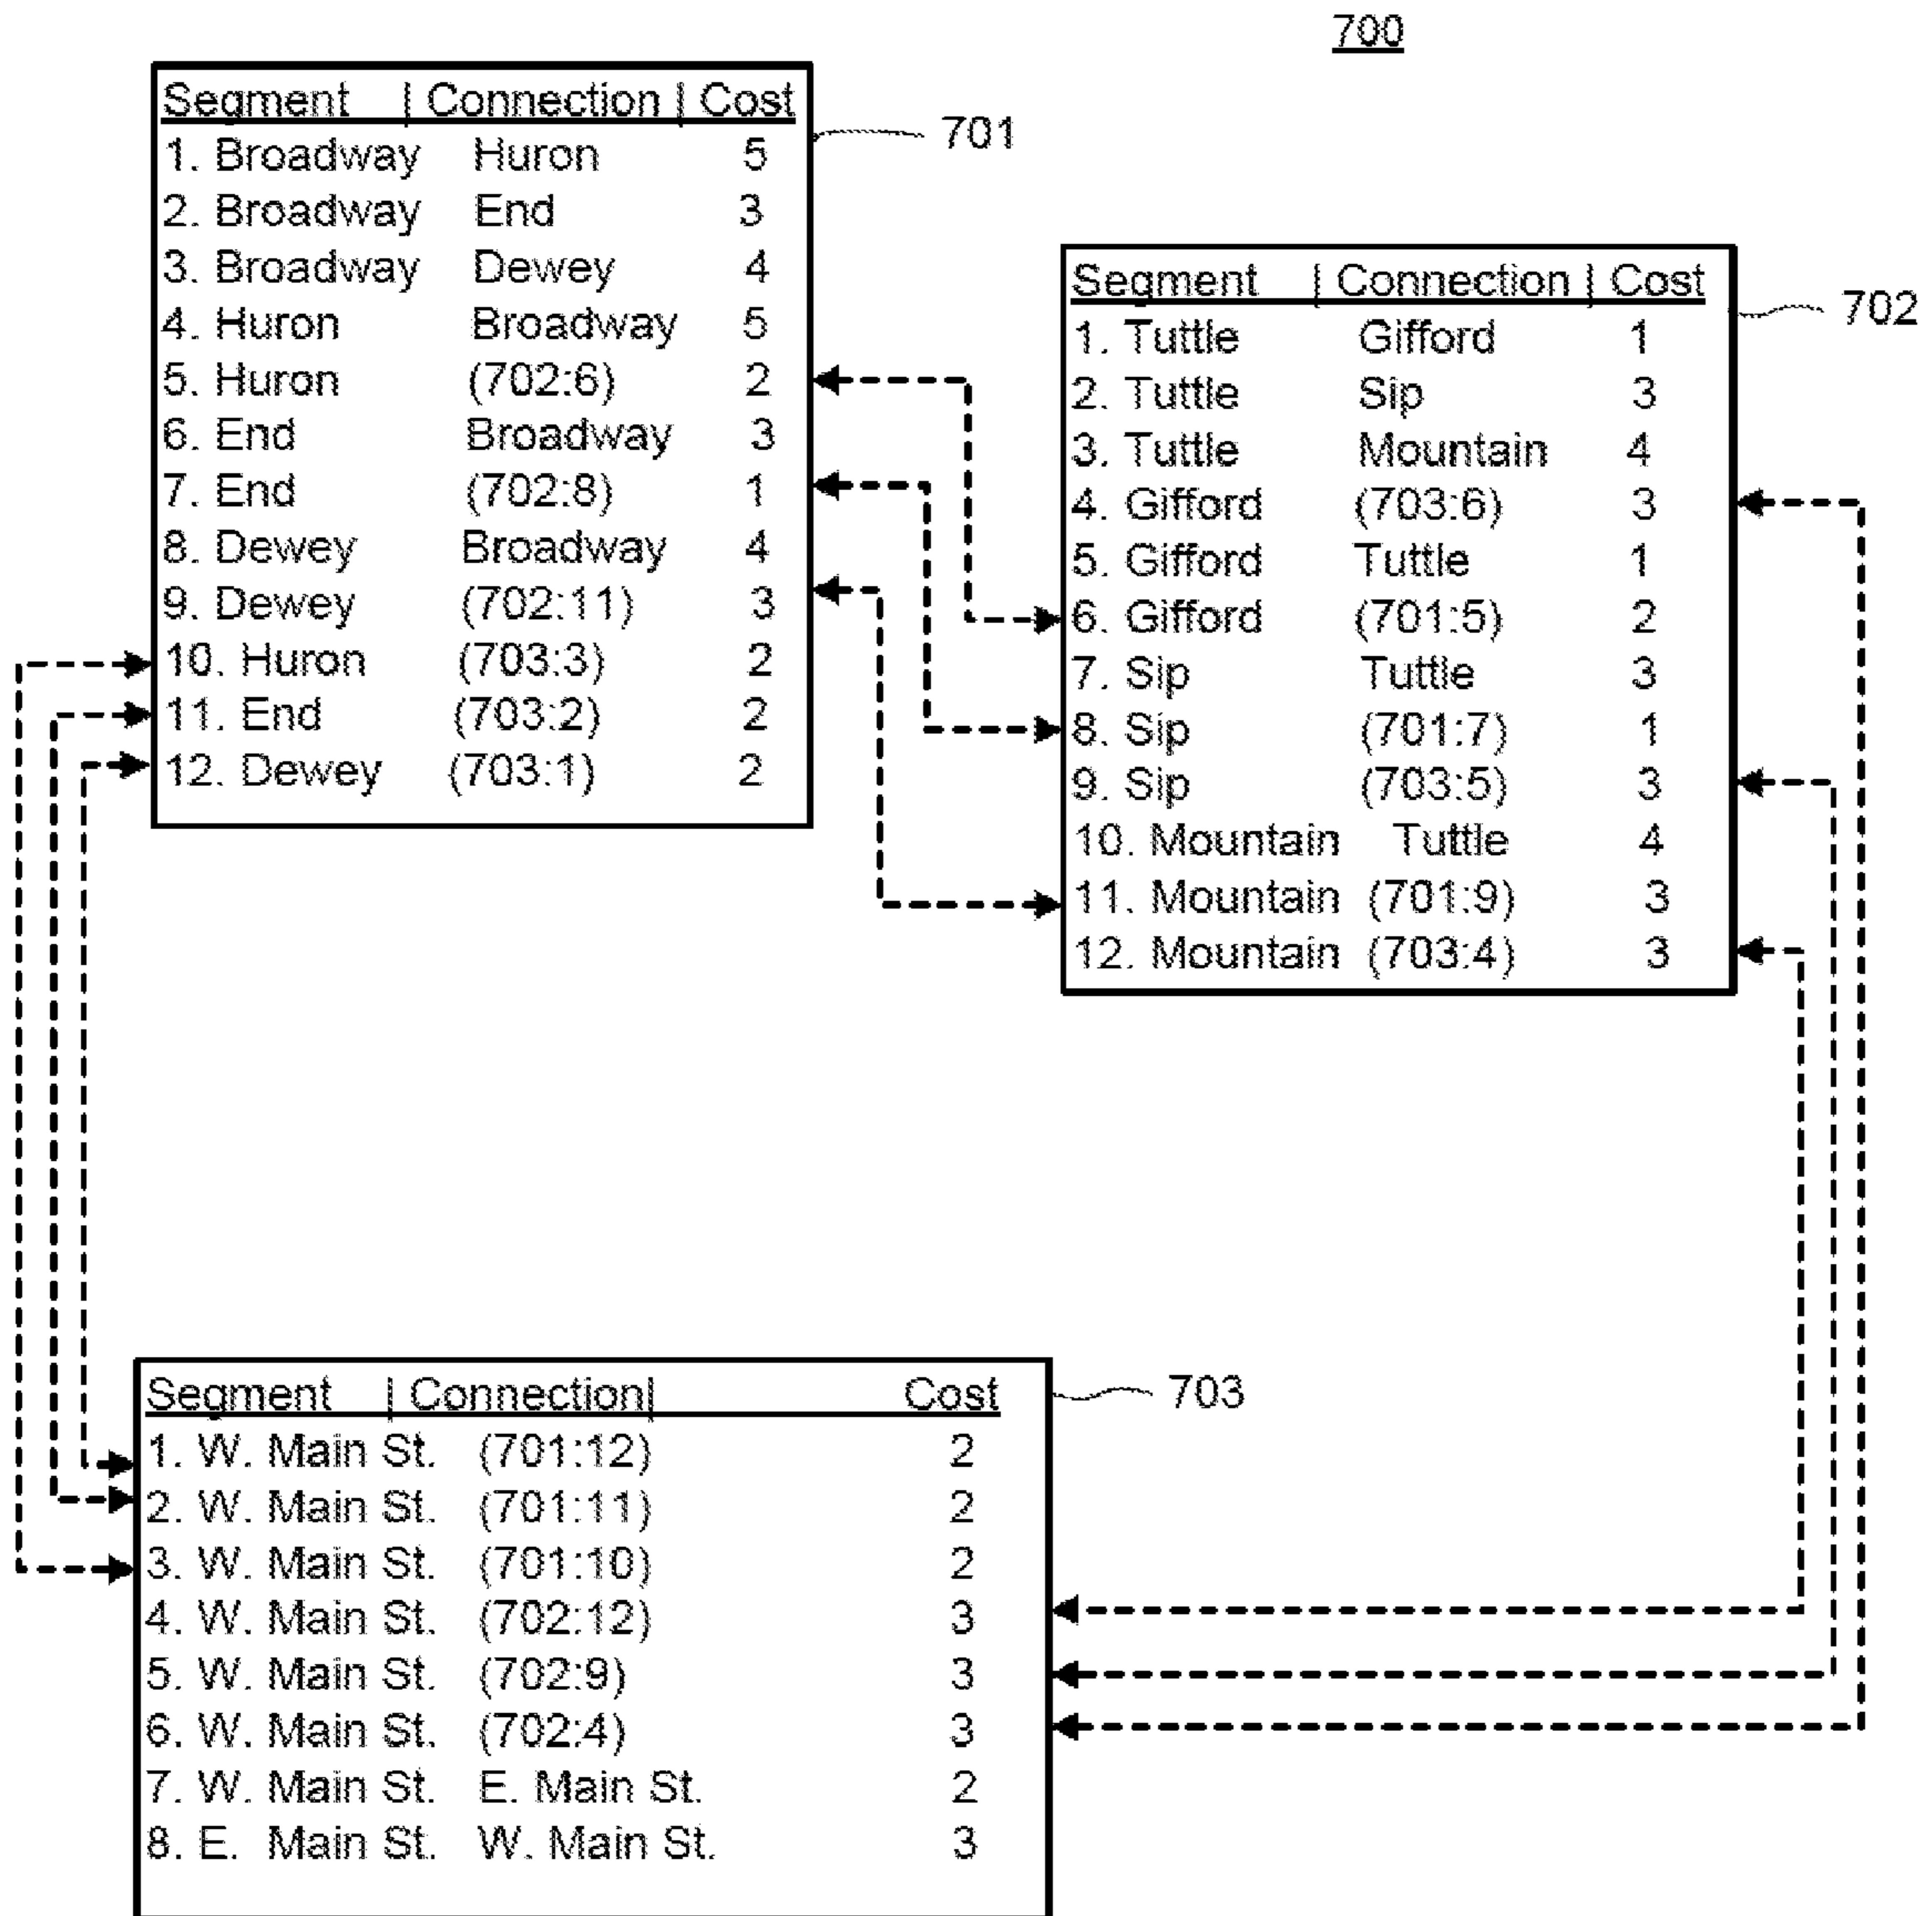 700
Segment | Connection | Cost
1. Broadway Huron 5
2. Broadway End 3
3. Broadway Dewey 4
4. Huron Broadway 5
5. Huron (702:6) 2
6. End Broadway 3
7. End (702:8) 1
8. Dewey Broadway 4
9. Dewey (702:11) 3
10. Huron (703:3) 2
11. End (703:2) 2
12. Dewey (703:1) 2
701
Segment | Connection | Cost
1. Tuttle Gifford 1
2. Tuttle Sip 3
3. Tuttle Mountain 4
4. Gifford (703:6) 3
5. Gifford Tuttle 1
6. Gifford (701:5) 2
7. Sip Tuttle 3
8. Sip (701:7) 1
9. Sip (703:5) 3
10. Mountain Tuttle 4
11. Mountain (701:9) 3
12. Mountain (703:4) 3
702
Segment | Connection| Cost
1. W. Main St. (701:12) 2
2. W. Main St. (701:11) 2
3. W. Main St. (701:10) 2
4. W. Main St. (702:12) 3
5. W. Main St. (702:9) 3
6. W. Main St. (702:4) 3
7. W. Main St. E. Main St. 2
8. E. Main St. W. Main St. 3
703